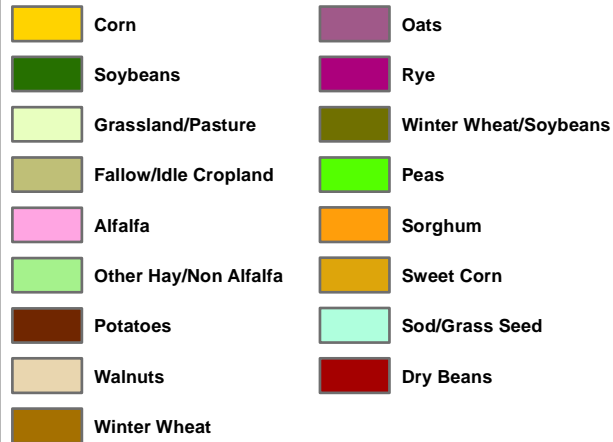 Corn
Soybeans
Grassland/Pasture
Fallow/Idle Cropland
Alfalfa
Other Hay/Non Alfalfa
Potatoes
Walnuts
Winter Wheat
Oats
Rye
Winter Wheat/Soybeans
Peas
Sorghum
Sweet Corn
Sod/Grass Seed
Dry Beans